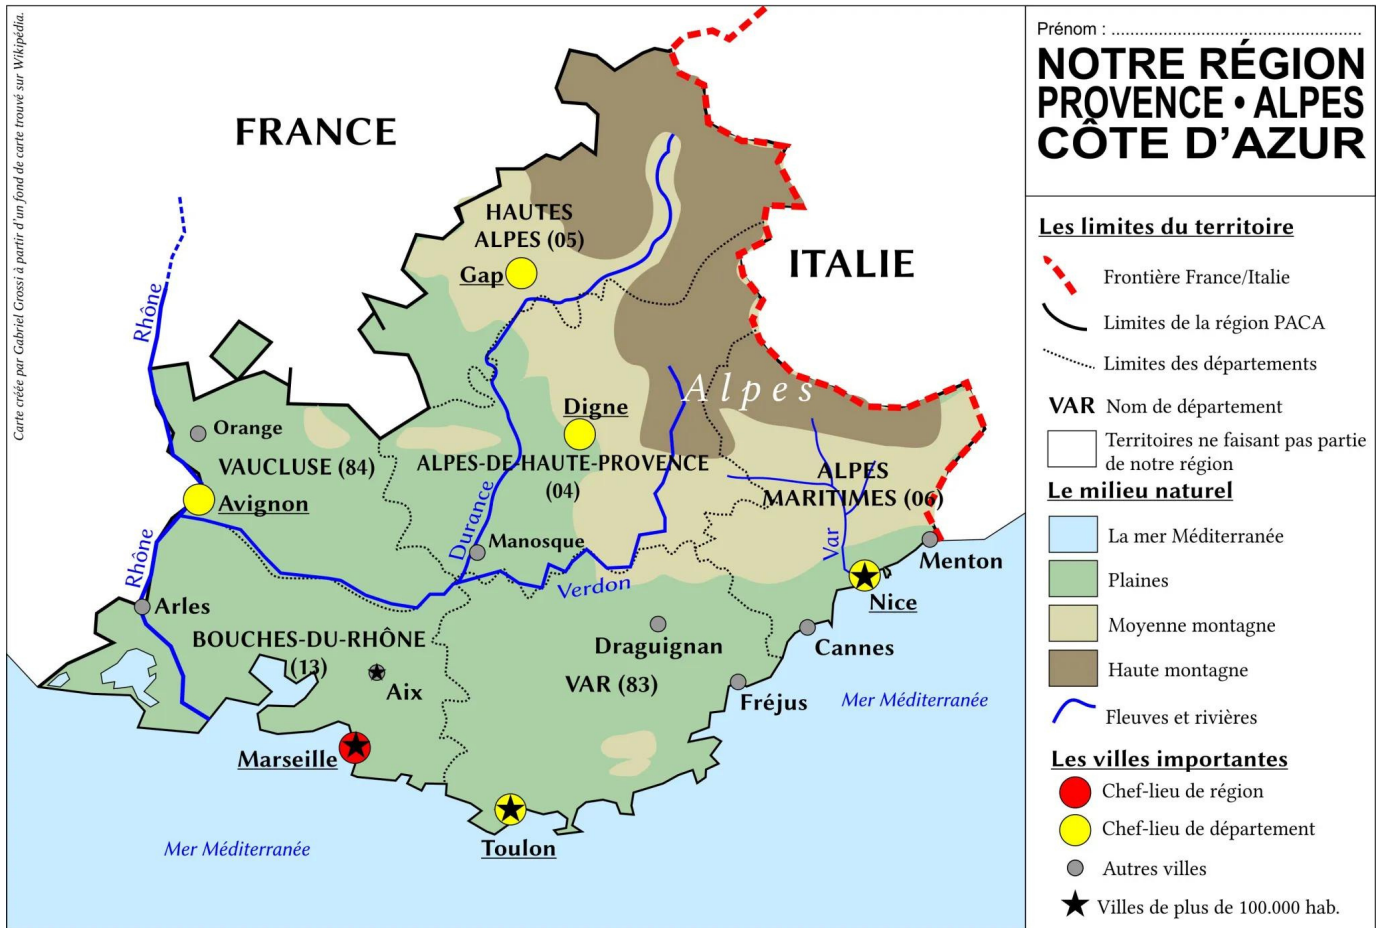 Carte créée par Gabriel Grossi à partir d'un fond de carte trouvé sur Wikipédia.
FRANCE
ITALIE
HAUTES
ALPES (05)
Gap
Rhône
Alpes
Digne
Orange
VAUCLUSE (84)
ALPES-DE-HAUTE-PROVENCE
(04)
ALPES
MARITIMES (06)
Avignon
Durance
Manosque
Var
Menton
Rhône
Verdon
Nice
Arles
BOUCHES-DU-RHÔNE
(13)
Draguignan
Cannes
Aix
VAR (83)
Fréjus
Mer Méditerranée
Marseille
Toulon
Mer Méditerranée
Prénom : ..................................................
NOTRE RÉGION
PROVENCE • ALPES
CÔTE D'AZUR
Les limites du territoire
Frontière France/Italie
Limites de la région PACA
Limites des départements
VAR Nom de département
Territoires ne faisant pas partie
de notre région
Le milieu naturel
La mer Méditerranée
Plaines
Moyenne montagne
Haute montagne
Fleuves et rivières
Les villes importantes
Chef-lieu de région
Chef-lieu de département
Autres villes
Villes de plus de 100.000 hab.